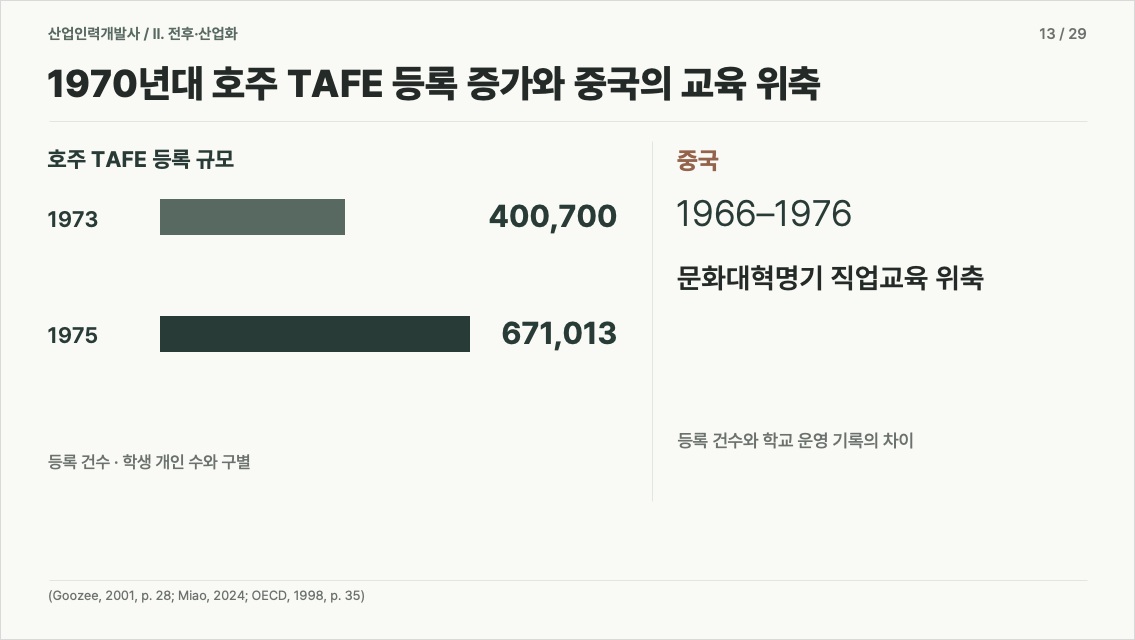 산업인력개발사 / II. 전후·산업화
13 / 29
1970년대 호주 TAFE 등록 증가와 중국의 교육 위축
호주 TAFE 등록 규모
1973
400,700
1975
671,013
등록 건수 · 학생 개인 수와 구별
중국
1966–1976
문화대혁명기 직업교육 위축
등록 건수와 학교 운영 기록의 차이
(Goozee, 2001, p. 28; Miao, 2024; OECD, 1998, p. 35)